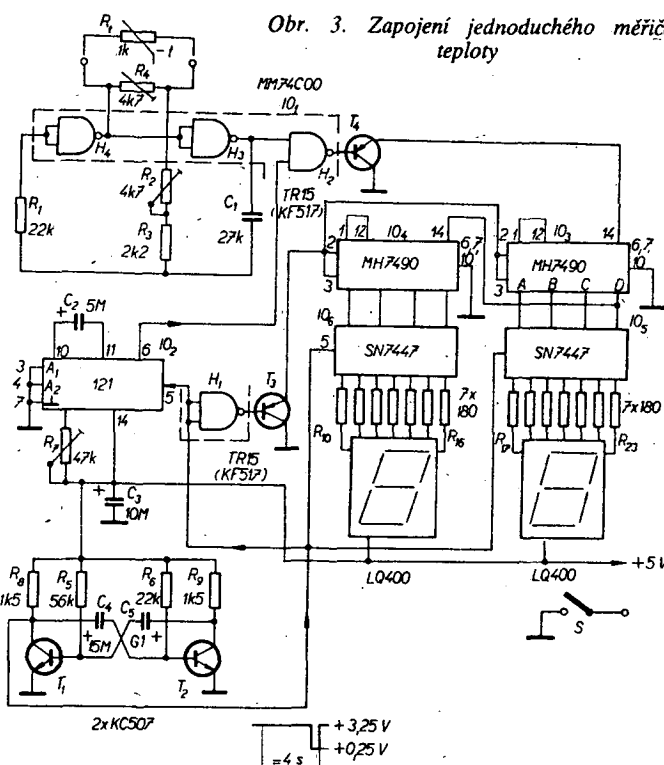 Obr. 3. Zapojení jednoduchého měřič
teploty
Rt
1k
-t
R4
4k7
MM74C00
IO1
T4
H4
H3
H2
R2
4k7
C1
27k
TR15
(KF517)
R1
22k
R3
2k2
1 12 IO4 14
2
3
MH7490
6,7,
10
1 12 IO3 14
2
3
MH7490
6,7,
10
A B C D
C2
+ 5M
10 11 6 IO2
3 A1
4 A2
7
121
5
14
H1
T3
TR15
(KF517)
IO6
5
SN7447
IO5
SN7447
7x
180
7x180
R10
R16
R17
R23
R7
47k
+
C3
10M
LQ400
LQ400
+5V
S
R8
1k5
R5
56k
R6
22k
R9
1k5
C4
C5
+ 15M
G1 +
T1
T2
2xKC507
+3,25 V
+0,25V
=4 s